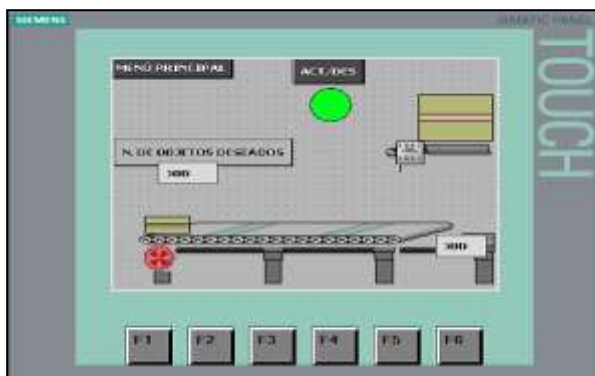 SIEMENS
SIMATIC PANEL
TOUCH
MENÚ PRINCIPAL
ACT/DES
N. DE OBJETOS DESEADOS
300
300
F1
F2
F3
F4
F5
F6